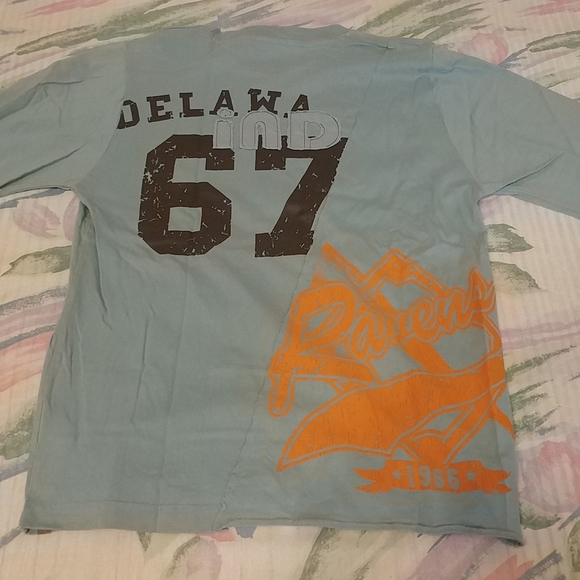 DELAWA
iND
67
Ravens
1986